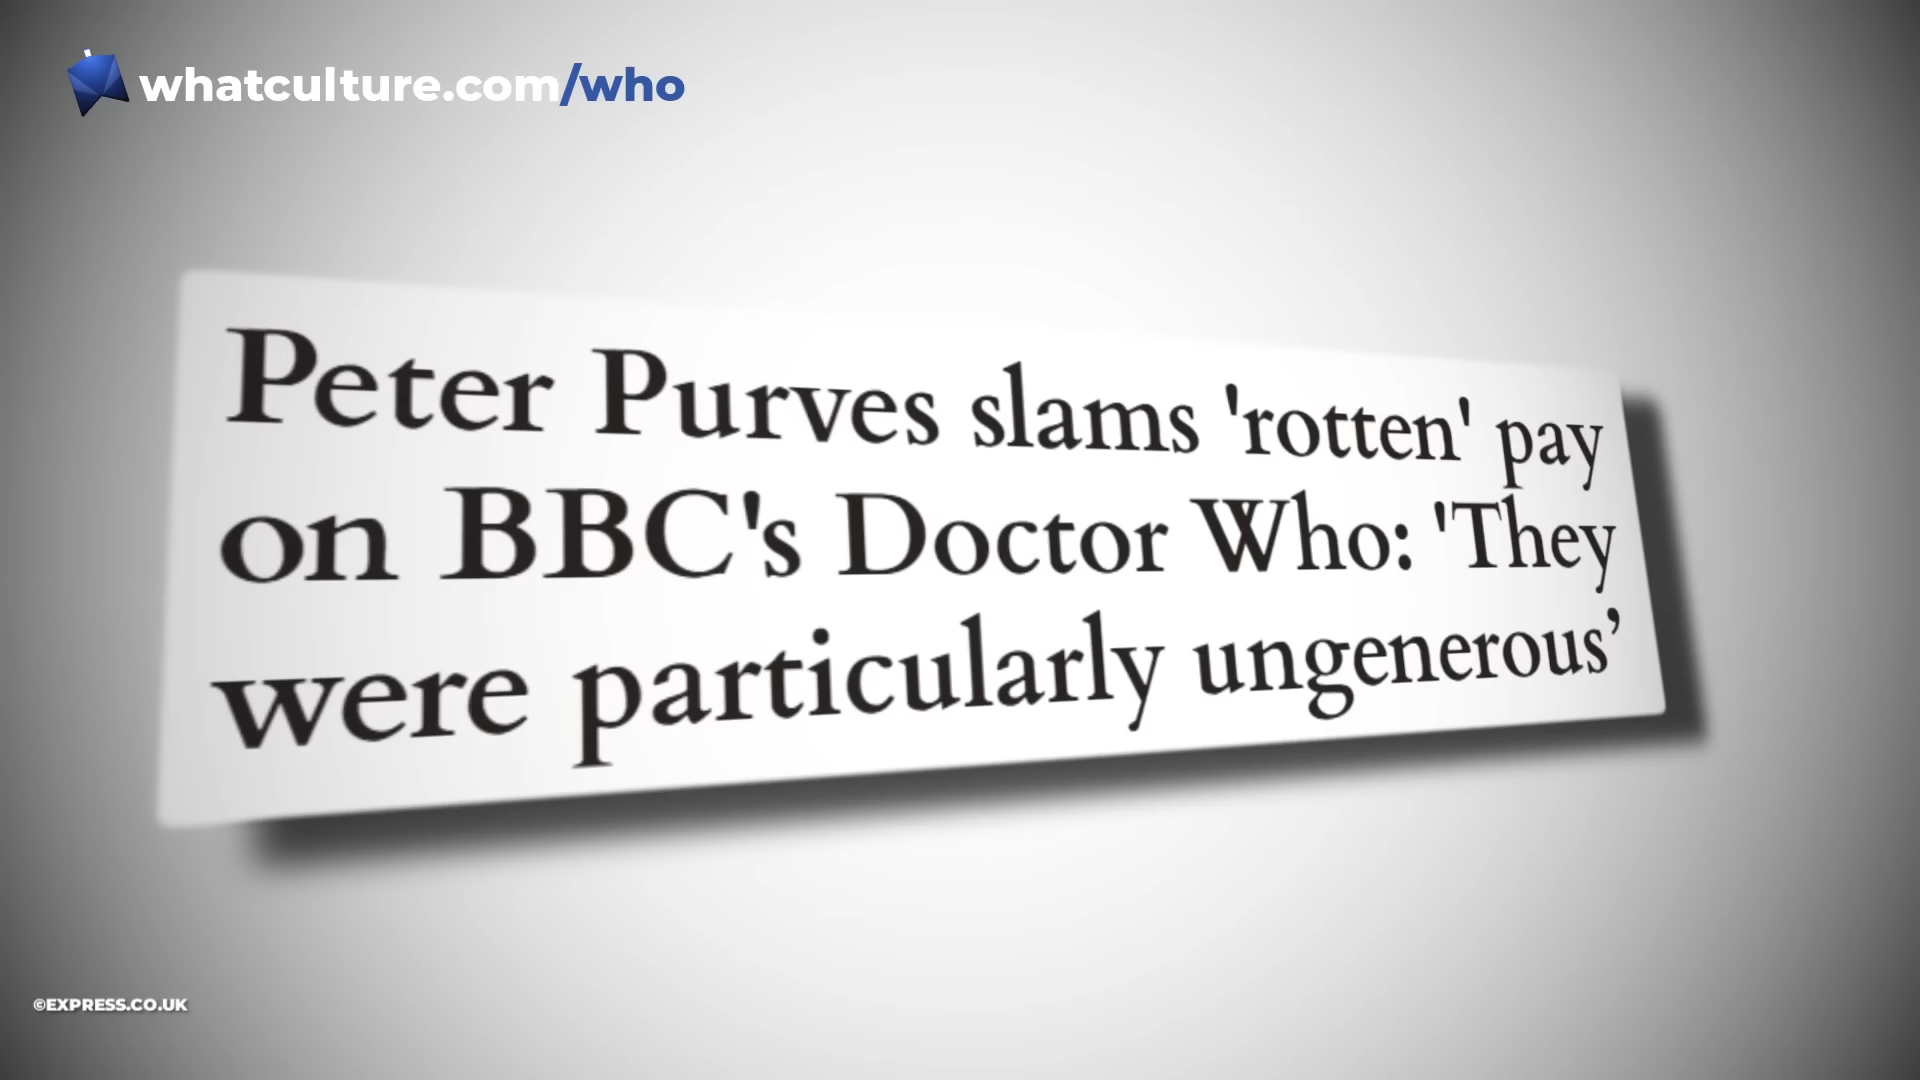 whatculture.com/who
Peter Purves slams 'rotten' pay
on BBC's Doctor Who: 'They
were particularly ungenerous’
©EXPRESS.CO.UK